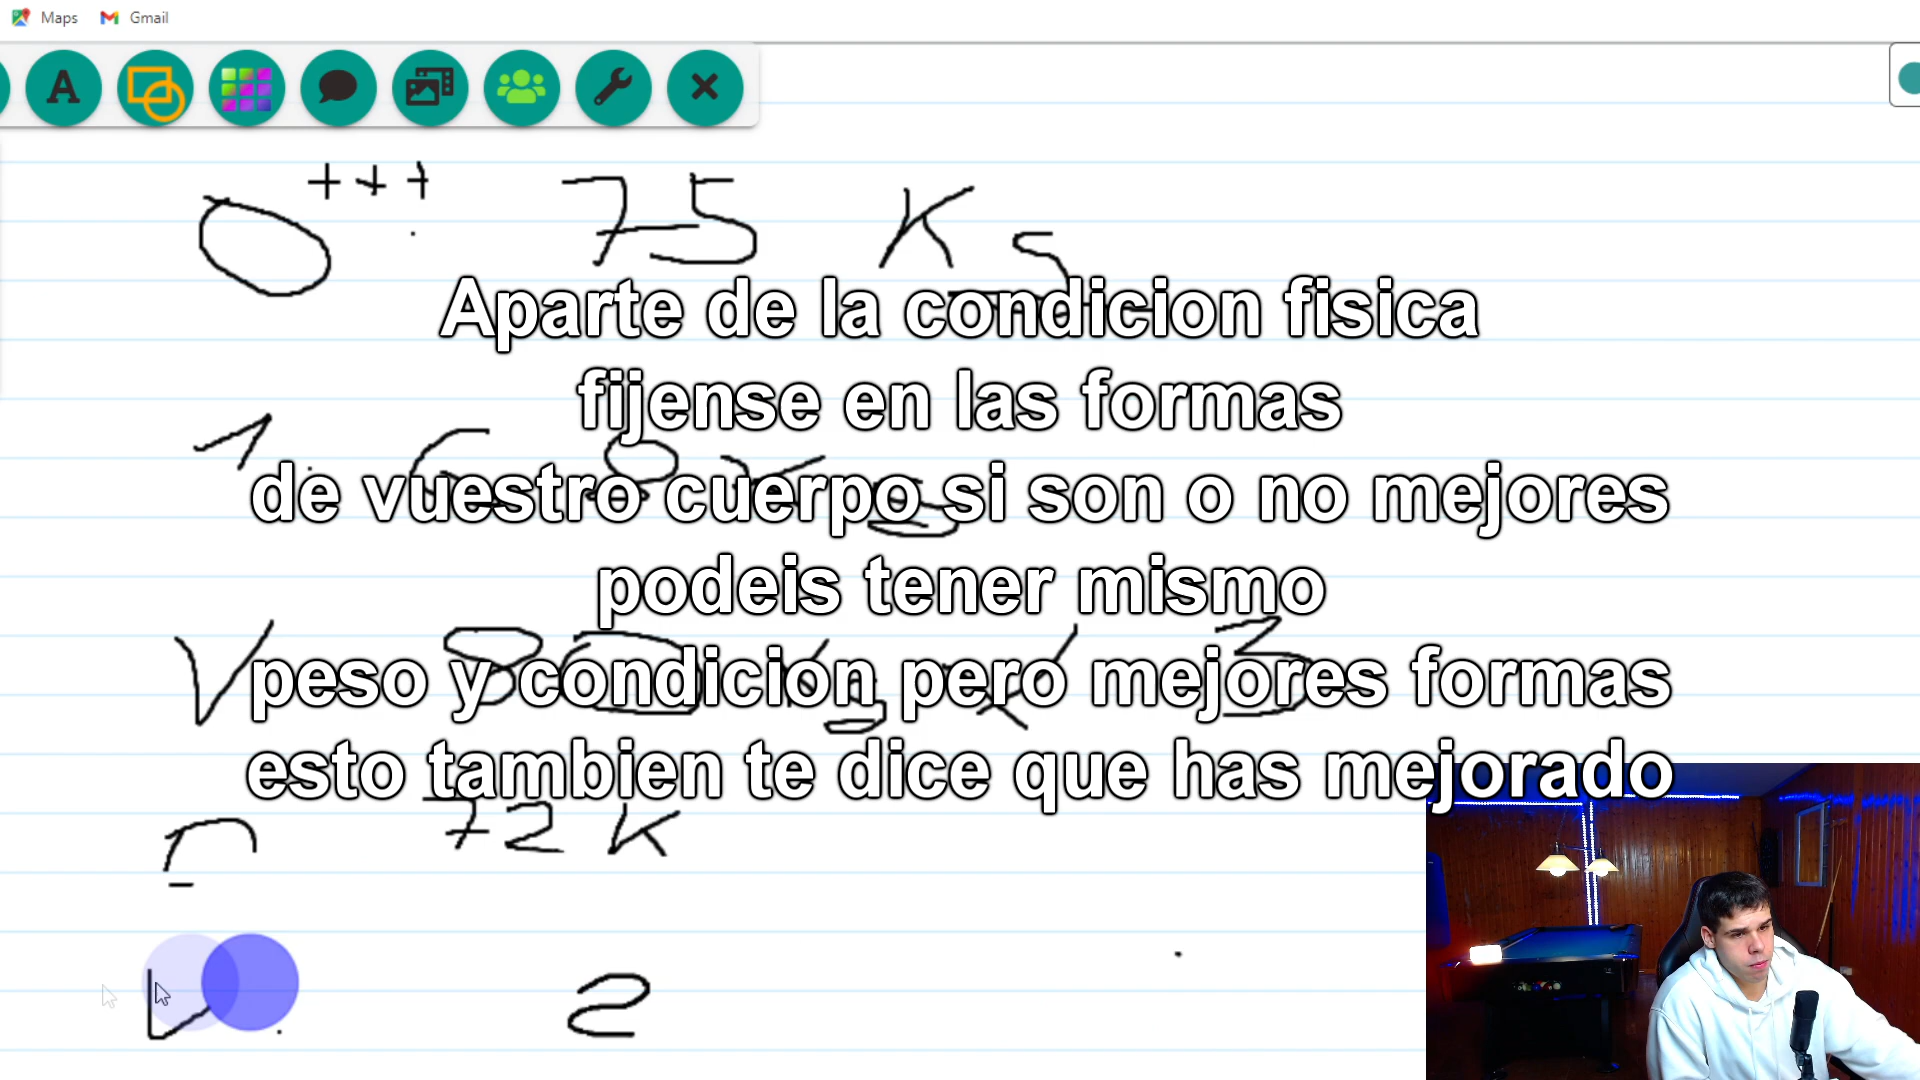 Maps Gmail
A
O +++ 75 Kg
Aparte de la condicion fisica
fijense en las formas
de vuestro cuerpo si son o no mejores
podeis tener mismo
peso y condicion pero mejores formas
esto tambien te dice que has mejorado
72 K
2